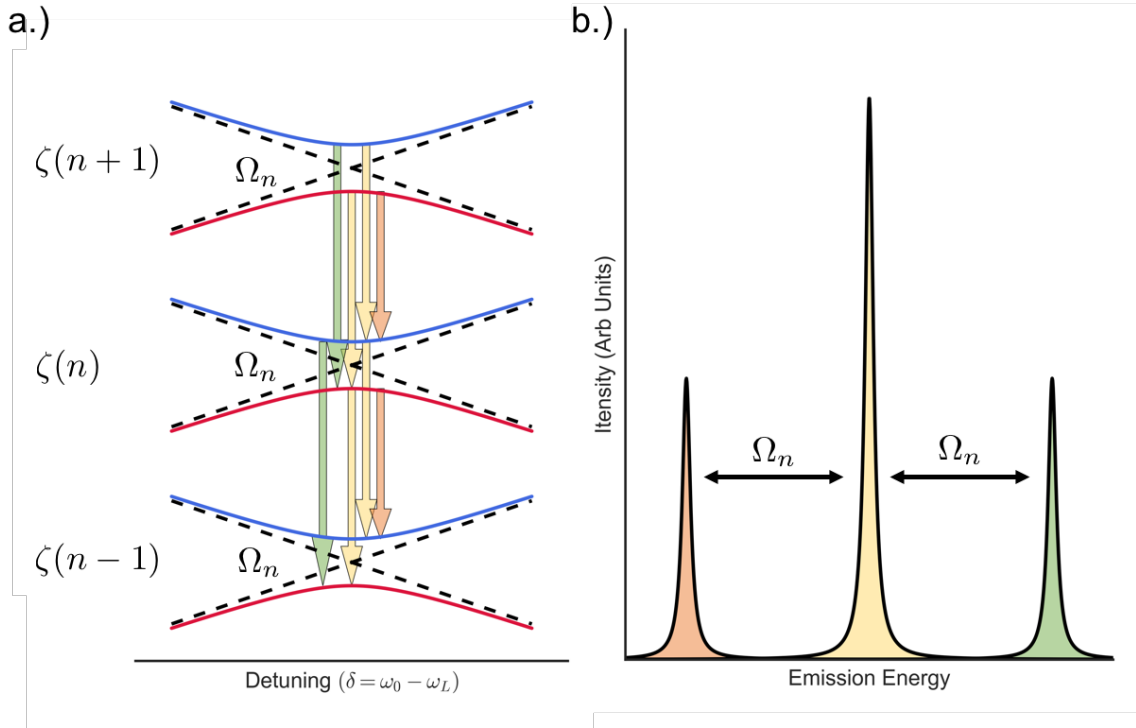 a.)
ζ(n + 1)
Ω_n
ζ(n)
Ω_n
ζ(n − 1)
Ω_n
Detuning (δ = ω_0 − ω_L)
b.)
Itensity (Arb Units)
Ω_n
Ω_n
Emission Energy